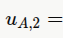 u_{A,2} =